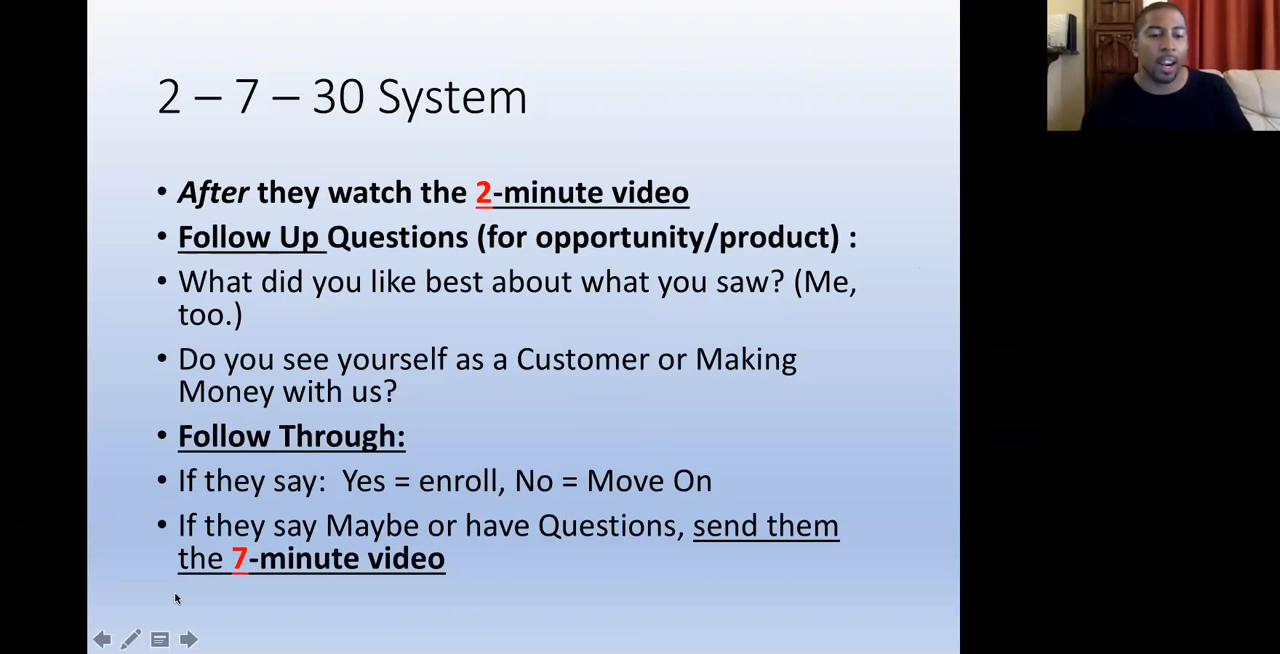 2 – 7 – 30 System
• After they watch the 2-minute video
• Follow Up Questions (for opportunity/product) :
• What did you like best about what you saw? (Me,
too.)
• Do you see yourself as a Customer or Making
Money with us?
• Follow Through:
• If they say:  Yes = enroll, No = Move On
• If they say Maybe or have Questions, send them
the 7-minute video